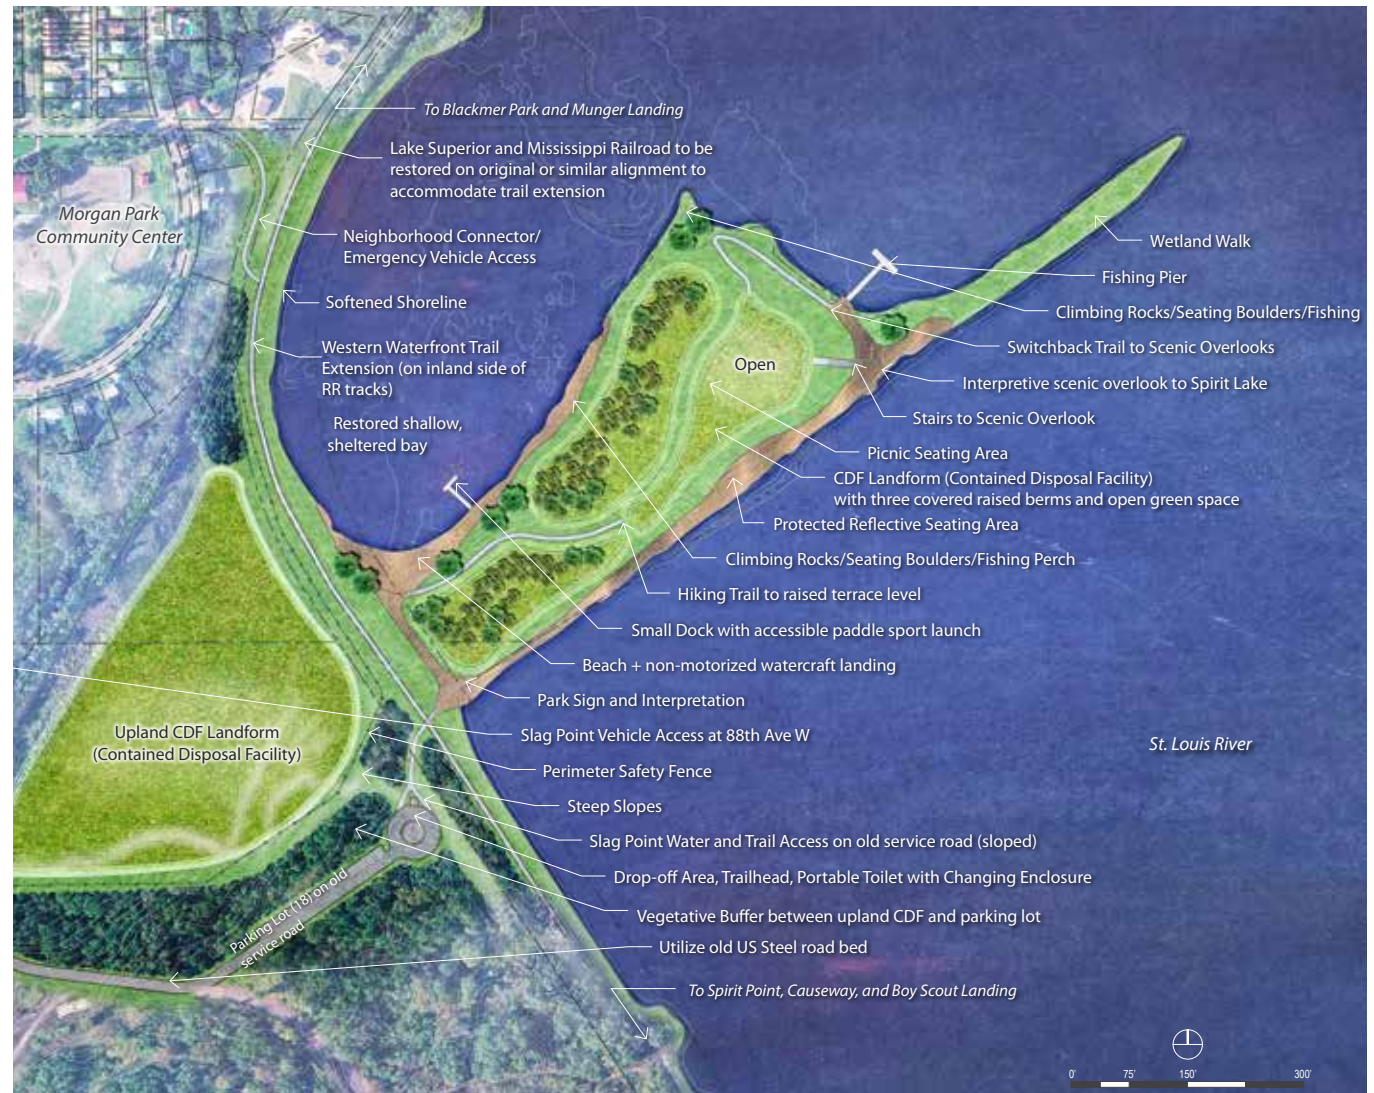 To Blackmer Park and Munger Landing
Lake Superior and Mississippi Railroad to be
restored on original or similar alignment to
accommodate trail extension
Morgan Park
Community Center
Neighborhood Connector/
Emergency Vehicle Access
Wetland Walk
Fishing Pier
Softened Shoreline
Climbing Rocks/Seating Boulders/Fishing
Western Waterfront Trail
Extension (on inland side of
RR tracks)
Switchback Trail to Scenic Overlooks
Open
Interpretive scenic overlook to Spirit Lake
Restored shallow,
sheltered bay
Stairs to Scenic Overlook
Picnic Seating Area
CDF Landform (Contained Disposal Facility)
with three covered raised berms and open green space
Protected Reflective Seating Area
Climbing Rocks/Seating Boulders/Fishing Perch
Hiking Trail to raised terrace level
Small Dock with accessible paddle sport launch
Beach + non-motorized watercraft landing
Park Sign and Interpretation
Upland CDF Landform
(Contained Disposal Facility)
Slag Point Vehicle Access at 88th Ave W
St. Louis River
Perimeter Safety Fence
Steep Slopes
Slag Point Water and Trail Access on old service road (sloped)
Drop-off Area, Trailhead, Portable Toilet with Changing Enclosure
Parking Lot (18) on old
service road
Vegetative Buffer between upland CDF and parking lot
Utilize old US Steel road bed
To Spirit Point, Causeway, and Boy Scout Landing
0' 75' 150' 300'